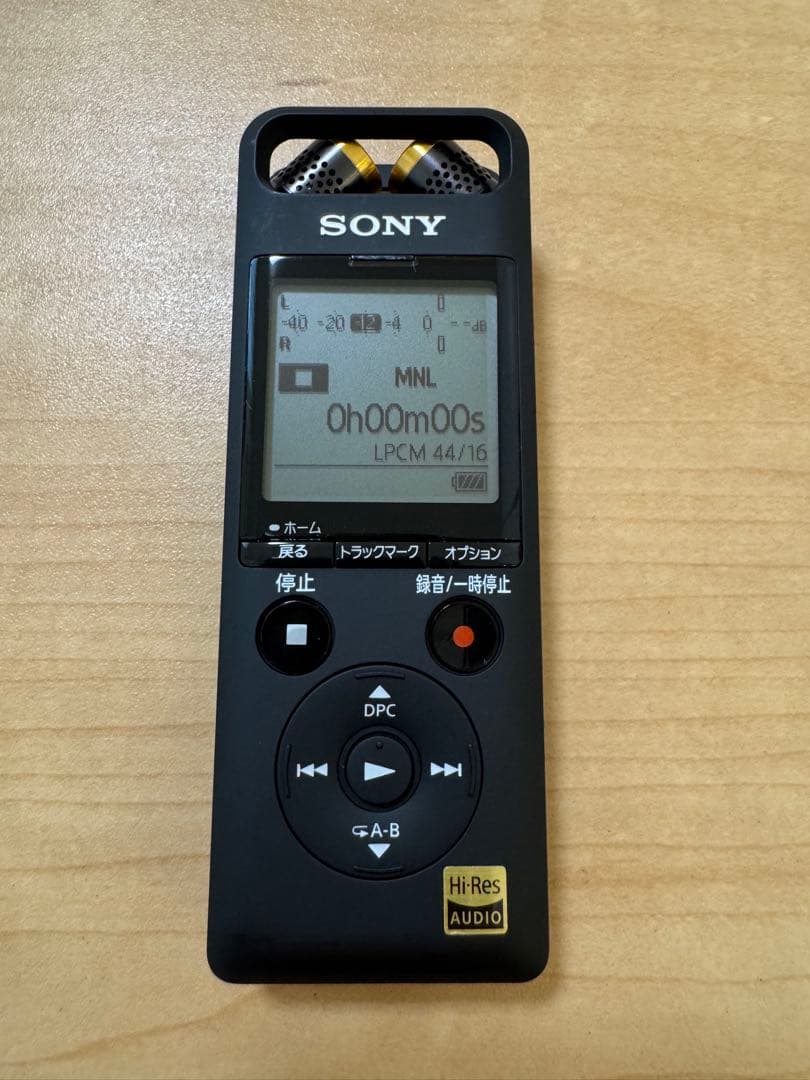 SONY
L
-40 -20 -12 -4 0 --dB
R
MNL
0h00m00s
LPCM 44/16
ホーム
戻る トラックマーク オプション
停止 録音/一時停止
DPC
A-B
Hi-Res
AUDIO